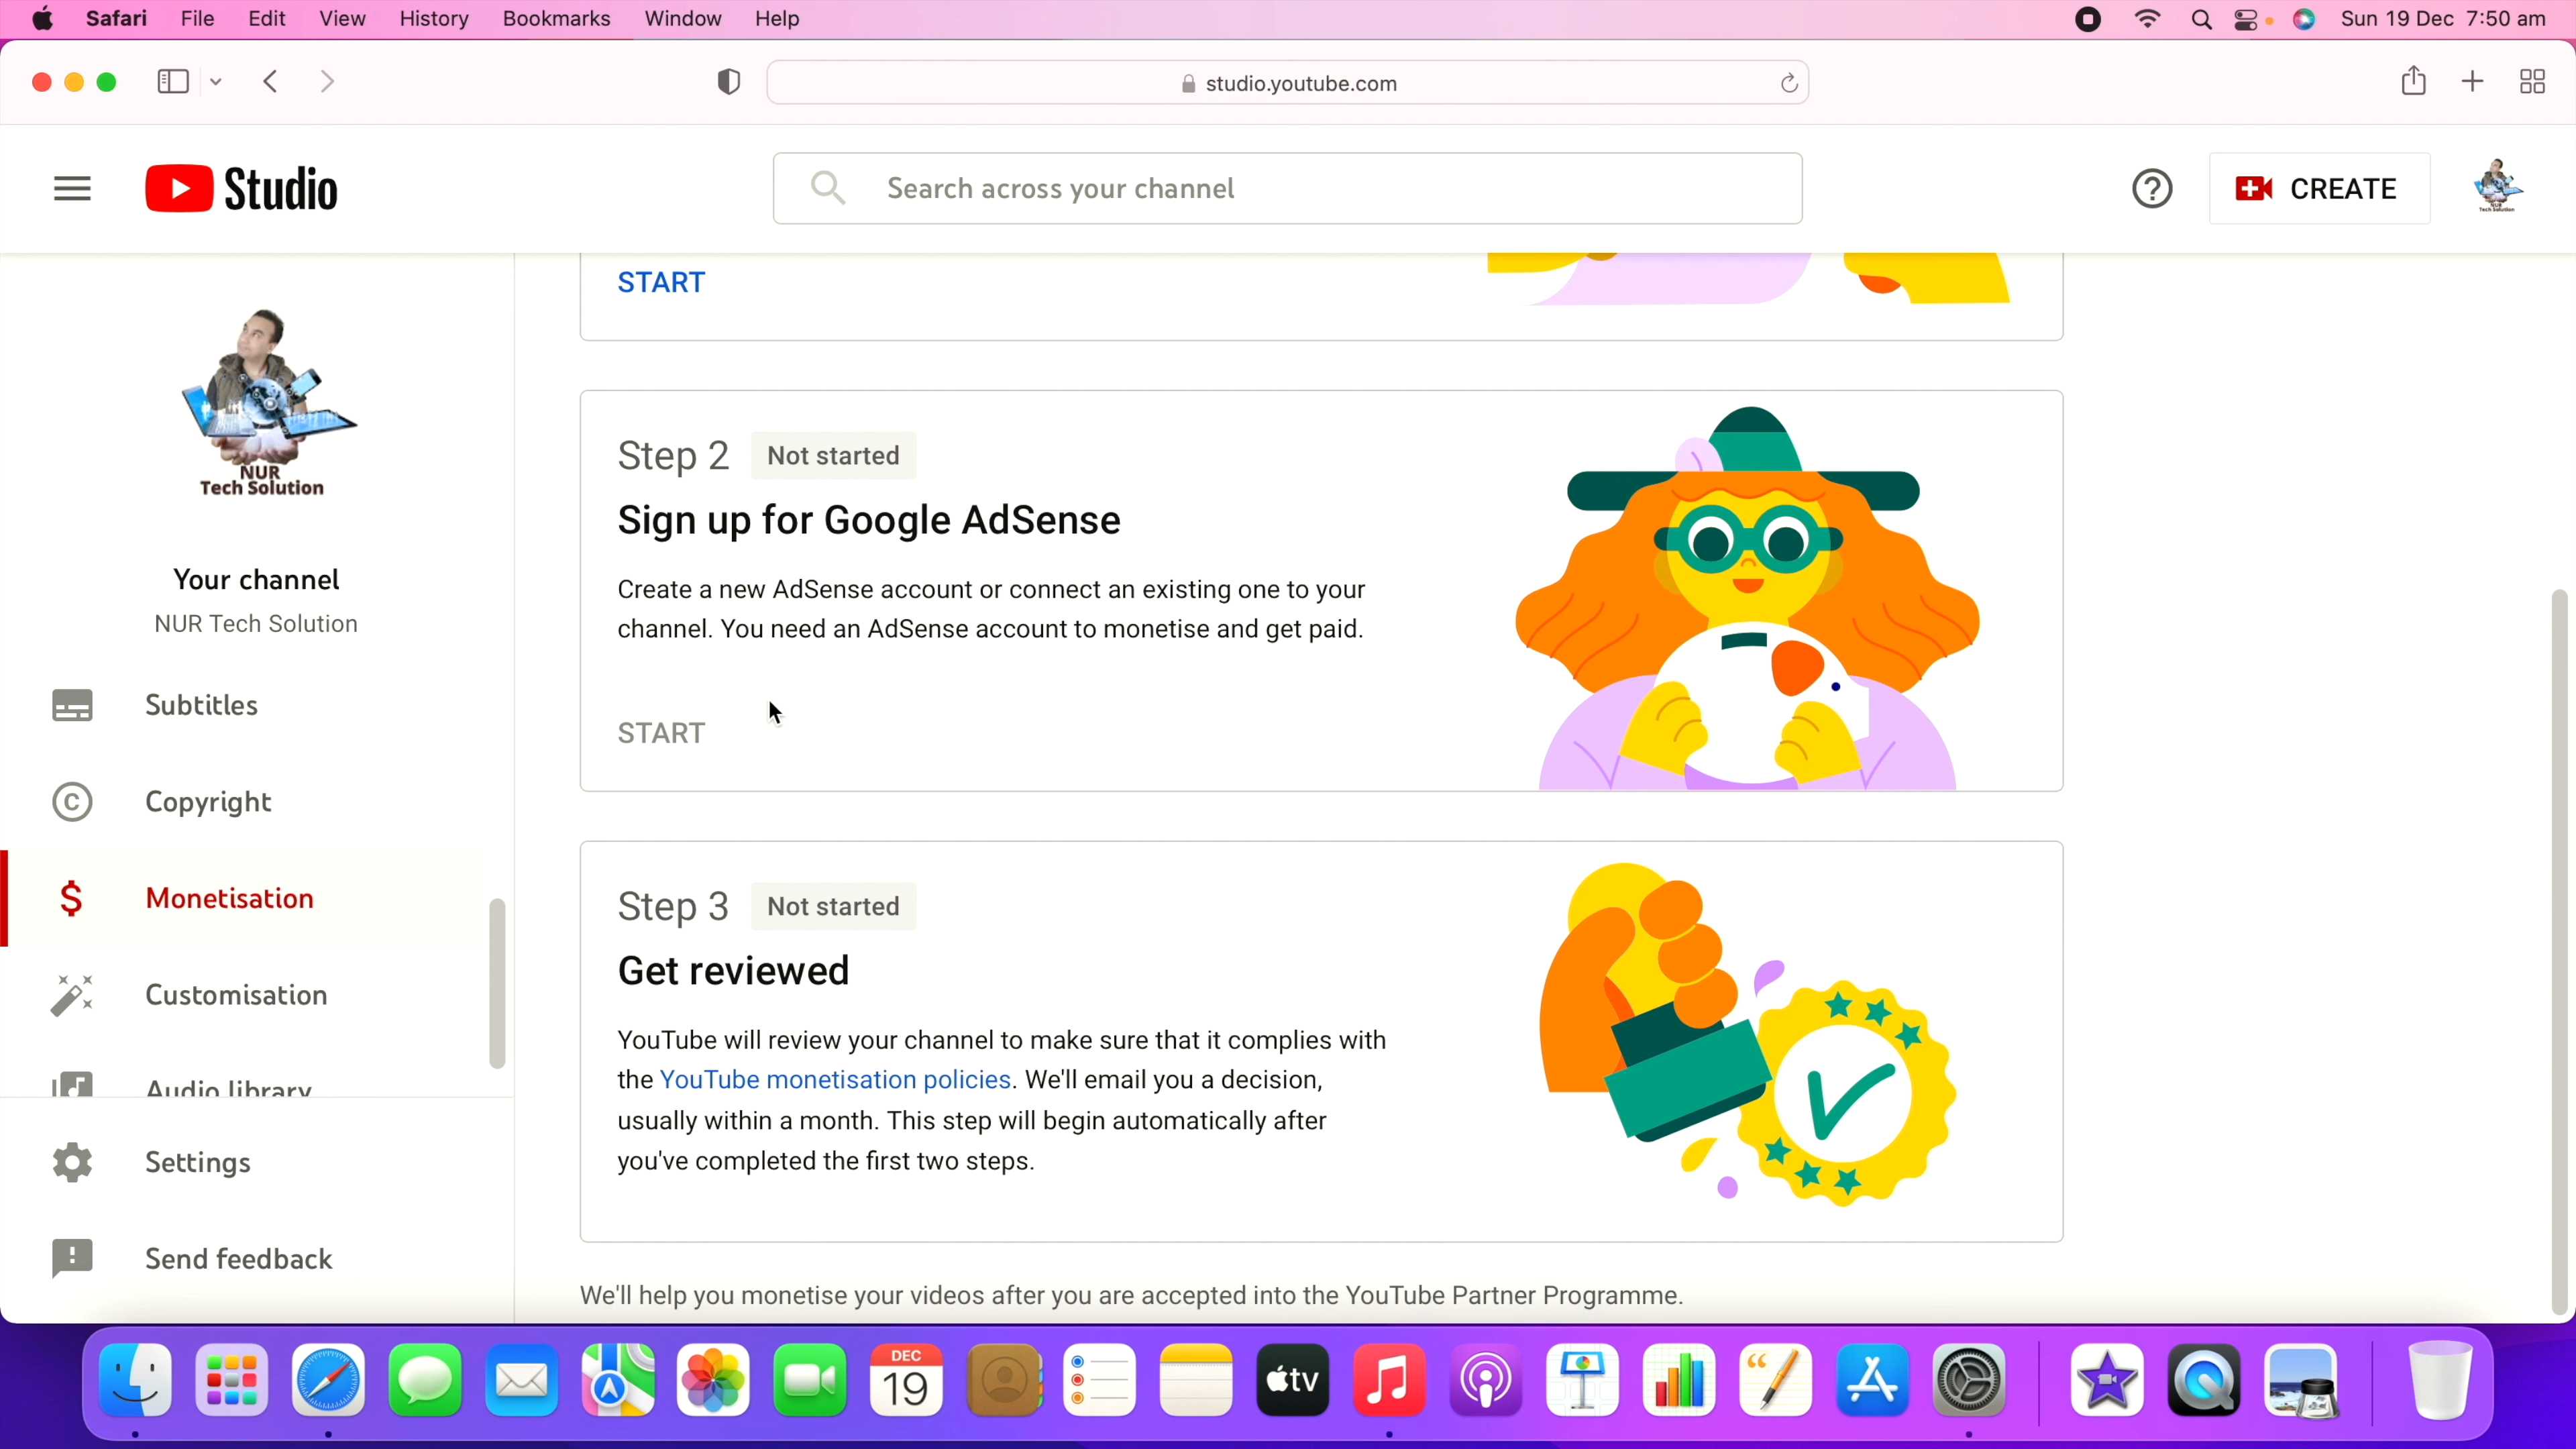 Safari File Edit View History Bookmarks Window Help Sun 19 Dec 7:50 am
studio.youtube.com
Studio
Search across your channel
CREATE
NUR
Tech Solution
Your channel
NUR Tech Solution
Subtitles
Copyright
Monetisation
Customisation
Audio library
Settings
Send feedback
START
Step 2 Not started
Sign up for Google AdSense
Create a new AdSense account or connect an existing one to your
channel. You need an AdSense account to monetise and get paid.
START
Step 3 Not started
Get reviewed
YouTube will review your channel to make sure that it complies with
the YouTube monetisation policies. We'll email you a decision,
usually within a month. This step will begin automatically after
you've completed the first two steps.
We'll help you monetise your videos after you are accepted into the YouTube Partner Programme.
DEC
19
tv